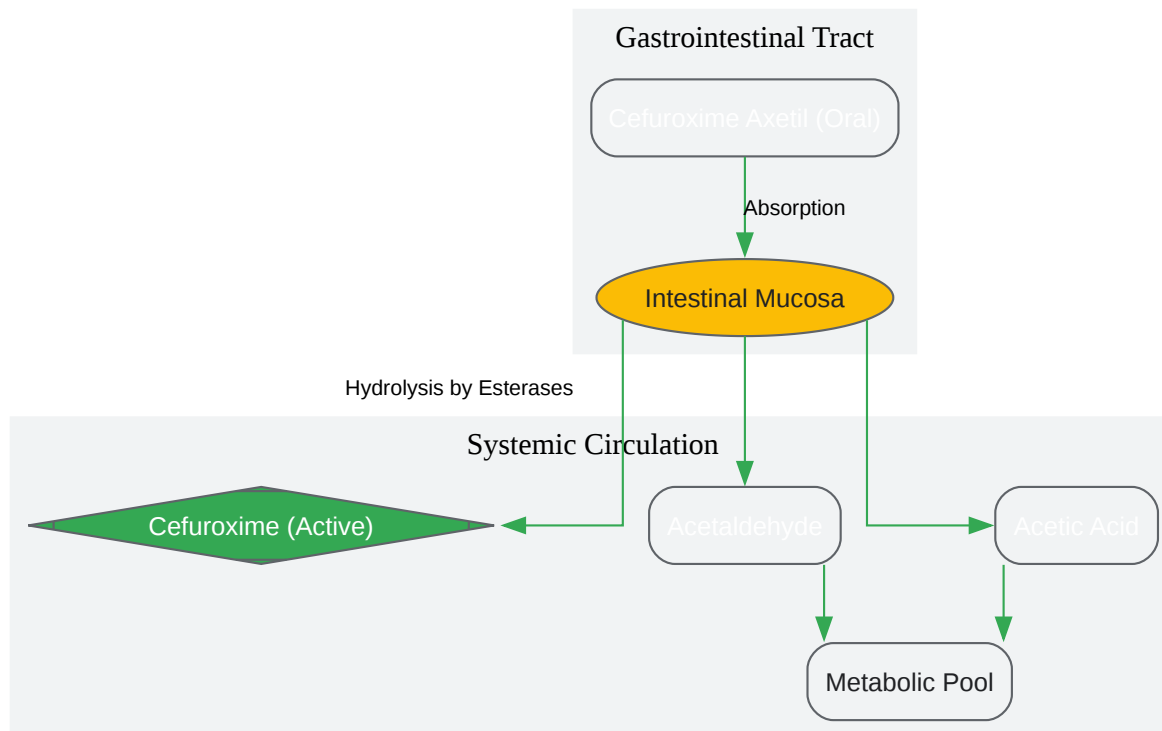 Gastrointestinal Tract
Cefuroxime Axetil (Oral)
Absorption
Intestinal Mucosa
Hydrolysis by Esterases
Systemic Circulation
Cefuroxime (Active)
Acetaldehyde
Acetic Acid
Metabolic Pool